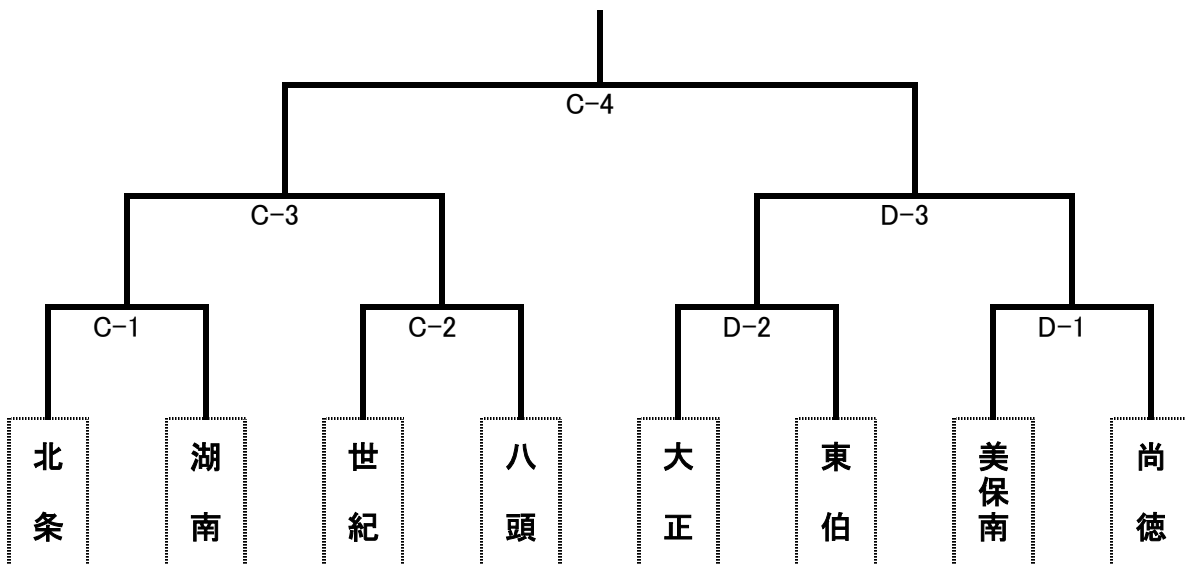 C-4
C-3
D-3
C-1
C-2
D-2
D-1
北条
湖南
世紀
八頭
大正
東伯
美保南
尚徳